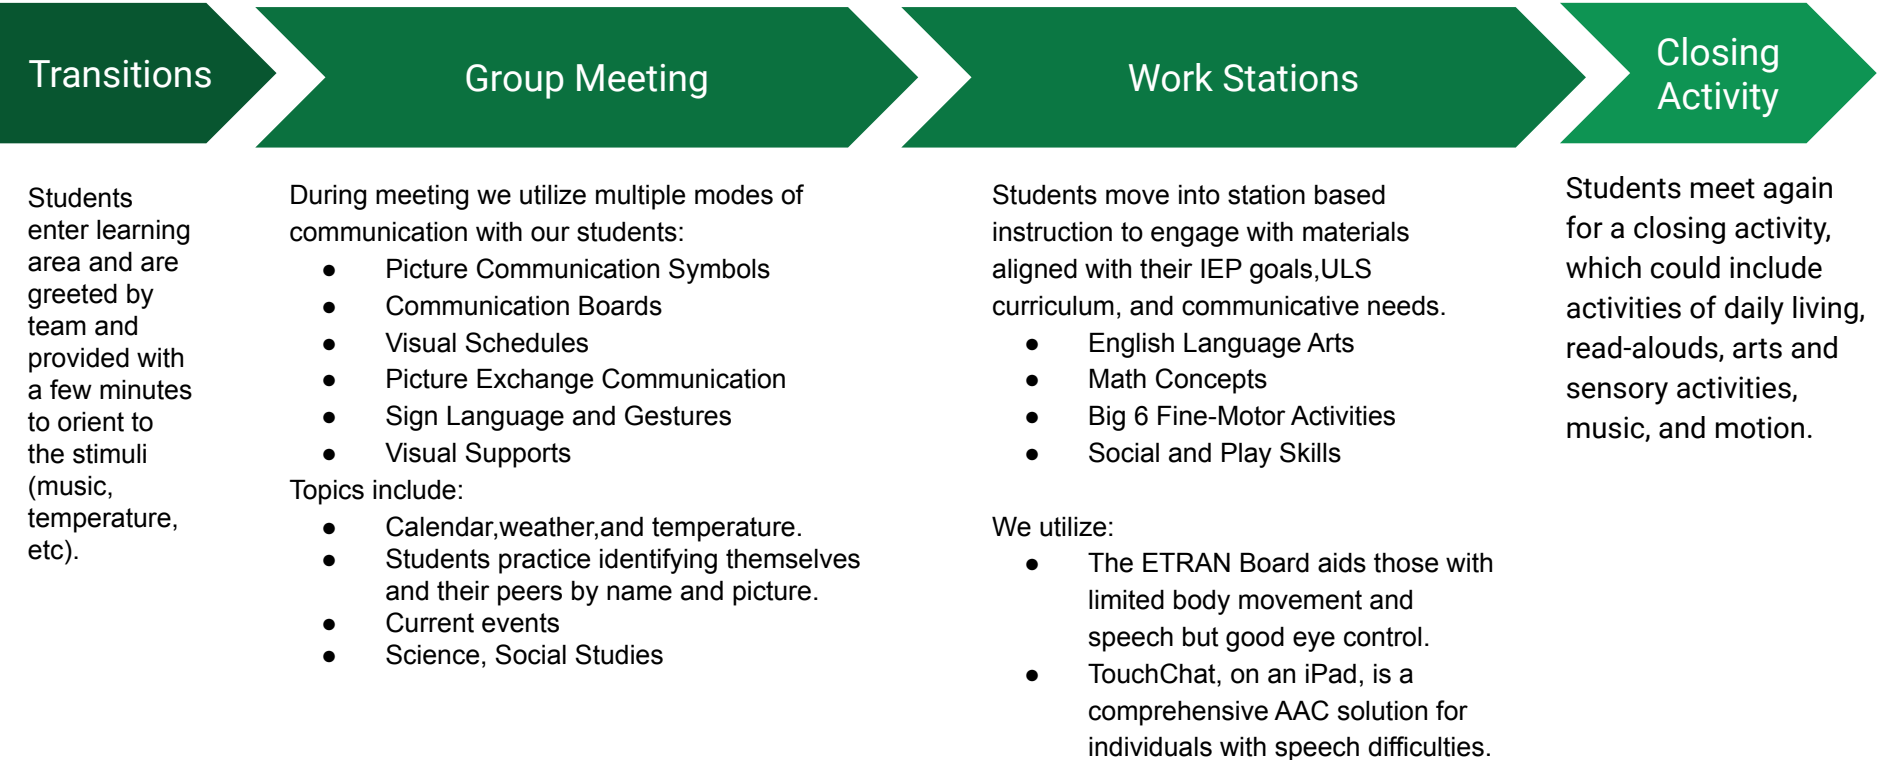 Transitions
Group Meeting
Work Stations
Closing
Activity
Students
enter learning
area and are
greeted by
team and
provided with
a few minutes
to orient to
the stimuli
(music,
temperature,
etc).
During meeting we utilize multiple modes of
communication with our students:
● Picture Communication Symbols
● Communication Boards
● Visual Schedules
● Picture Exchange Communication
● Sign Language and Gestures
● Visual Supports
Topics include:
● Calendar,weather,and temperature.
● Students practice identifying themselves
and their peers by name and picture.
● Current events
● Science, Social Studies
Students move into station based
instruction to engage with materials
aligned with their IEP goals,ULS
curriculum, and communicative needs.
● English Language Arts
● Math Concepts
● Big 6 Fine-Motor Activities
● Social and Play Skills
We utilize:
● The ETRAN Board aids those with
limited body movement and
speech but good eye control.
● TouchChat, on an iPad, is a
comprehensive AAC solution for
individuals with speech difficulties.
Students meet again
for a closing activity,
which could include
activities of daily living,
read-alouds, arts and
sensory activities,
music, and motion.